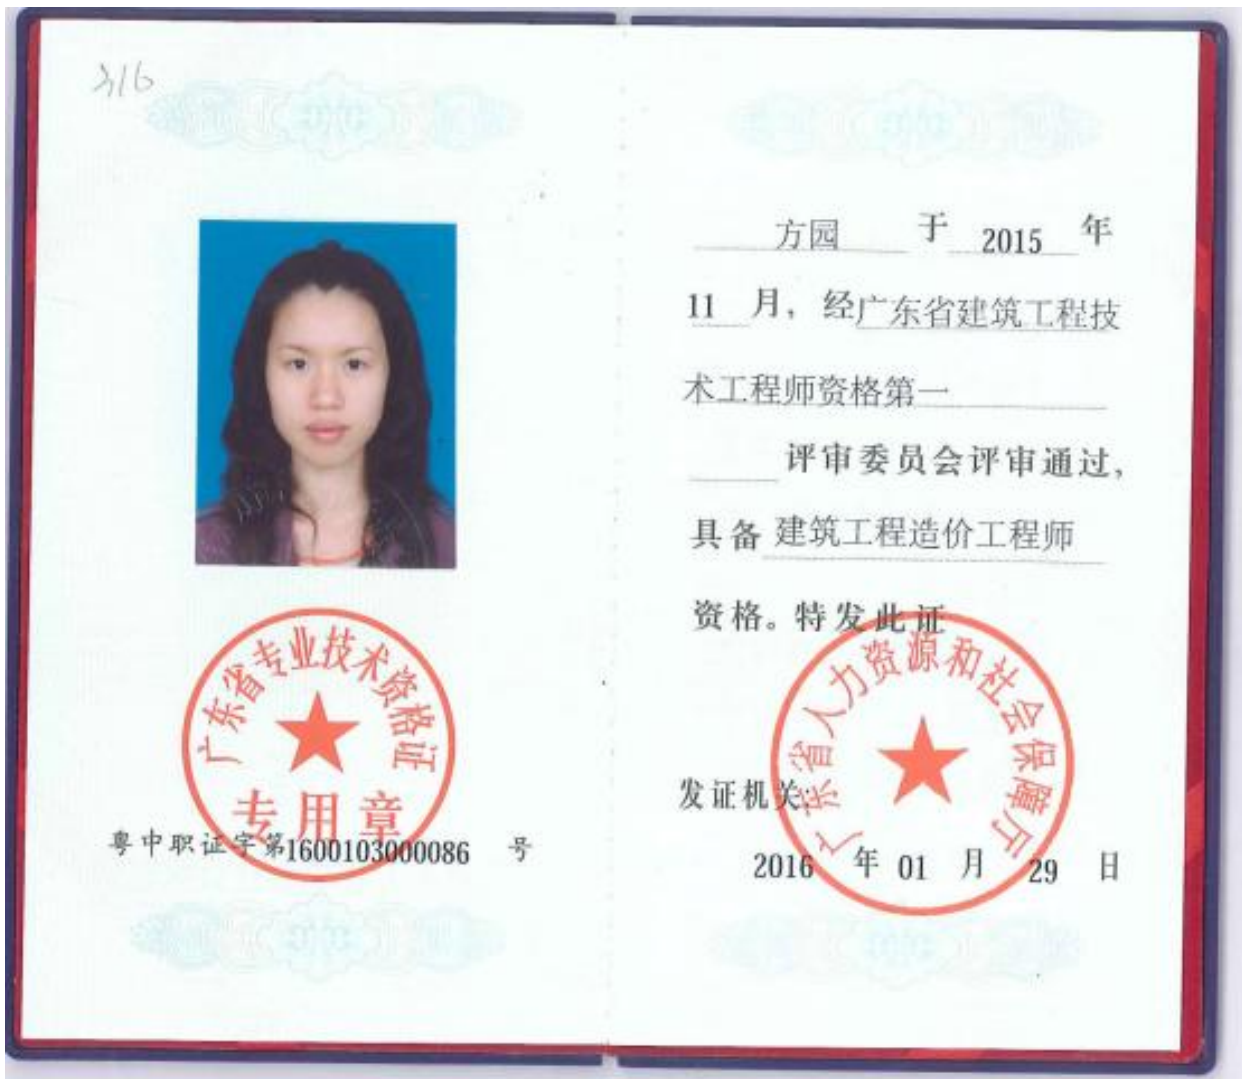 316
广东省专业技术资格证
专用章
粤中职证字第1600103000086 号
方园 于 2015 年
11 月，经广东省建筑工程技
术工程师资格第一
评审委员会评审通过，
具备 建筑工程造价工程师
资格。特发此证
广东省人力资源和社会保障厅
发证机关：
2016 年 01 月 29 日